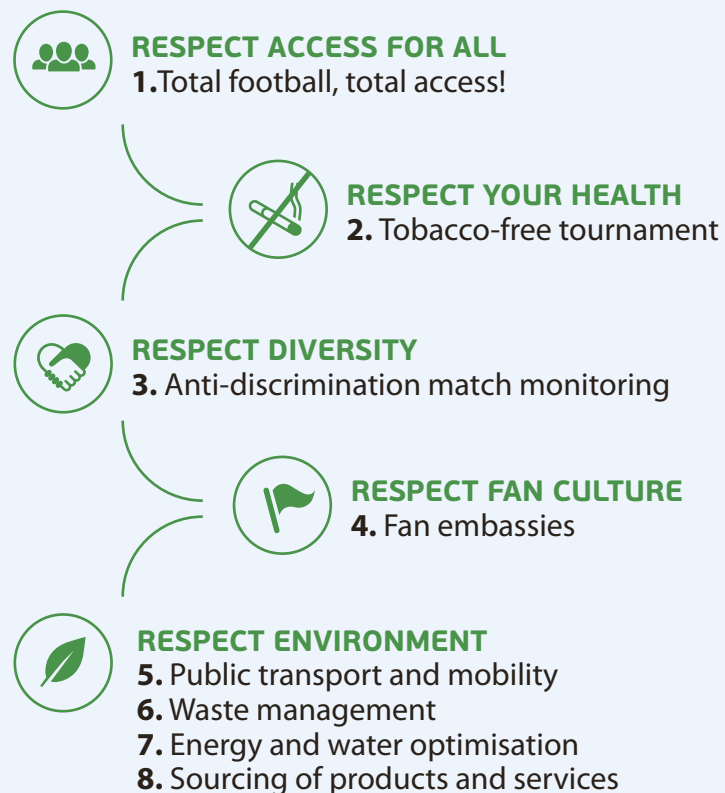 RESPECT ACCESS FOR ALL
1.Total football, total access!
RESPECT YOUR HEALTH
2. Tobacco-free tournament
RESPECT DIVERSITY
3. Anti-discrimination match monitoring
RESPECT FAN CULTURE
4. Fan embassies
RESPECT ENVIRONMENT
5. Public transport and mobility
6. Waste management
7. Energy and water optimisation
8. Sourcing of products and services